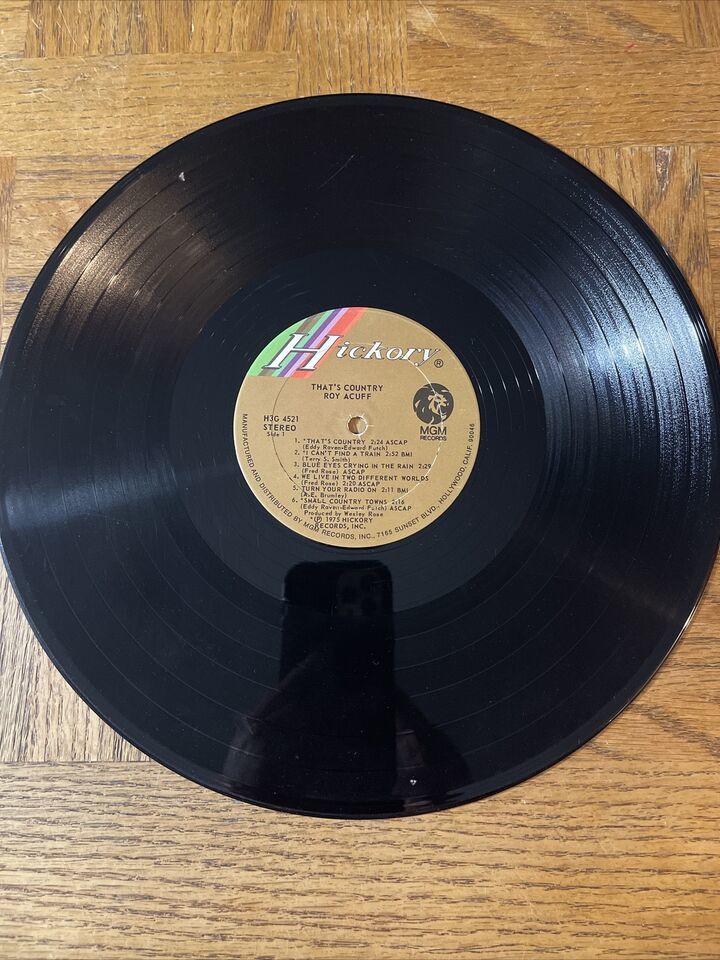 Hickory ®
THAT'S COUNTRY
ROY ACUFF
H3G 4521
STEREO
Side 1
MGM
RECORDS
1. *THAT'S COUNTRY 2:24 ASCAP
(Eddy Raven-Edward Futch)
2. *I CAN'T FIND A TRAIN 2:52 BMI
(Terry S. Smith)
3. BLUE EYES CRYING IN THE RAIN 2:29
(Fred Rose) ASCAP
4. WE LIVE IN TWO DIFFERENT WORLDS
(Fred Rose) 2:20 ASCAP
5. TURN YOUR RADIO ON 2:11 BMI
(A.E. Brumley)
6. *SMALL COUNTRY TOWNS 2:16
(Eddy Raven-Edward Futch) ASCAP
Produced by Wesley Rose
*Ⓟ 1975 HICKORY
RECORDS, INC.
MANUFACTURED AND DISTRIBUTED BY MGM RECORDS, INC., 7165 SUNSET BLVD., HOLLYWOOD, CALIF. 90046